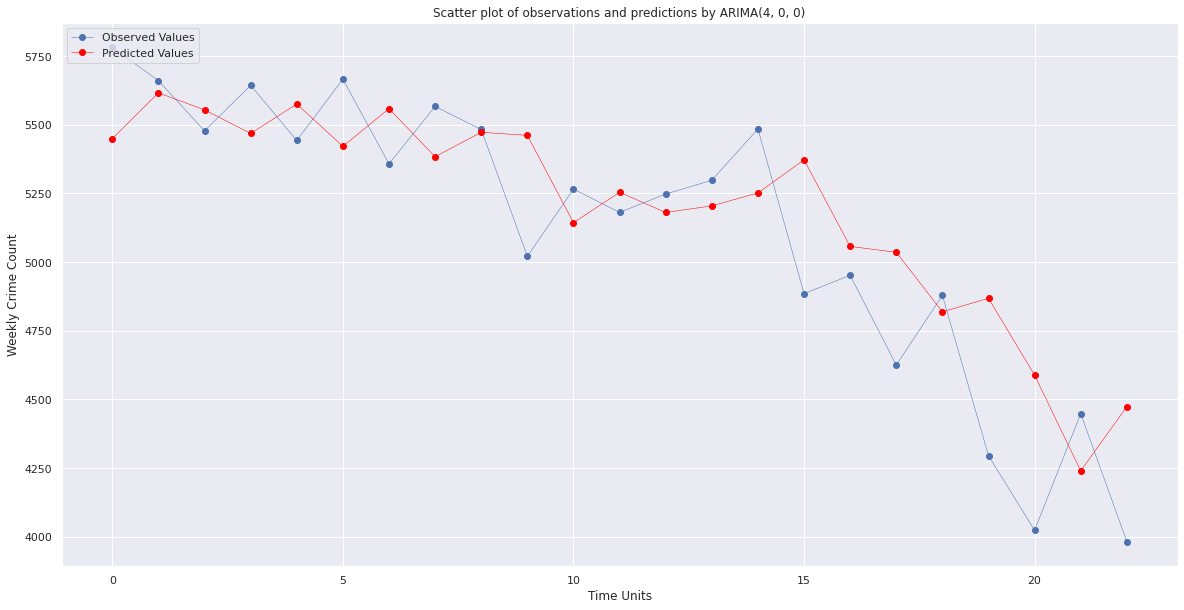 Scatter plot of observations and predictions by ARIMA(4, 0, 0)
Observed Values
Predicted Values
Weekly Crime Count
5750
5500
5250
5000
4750
4500
4250
4000
0 5 10 15 20
Time Units